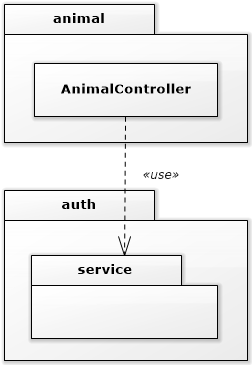 animal
AnimalController
«use»
auth
service